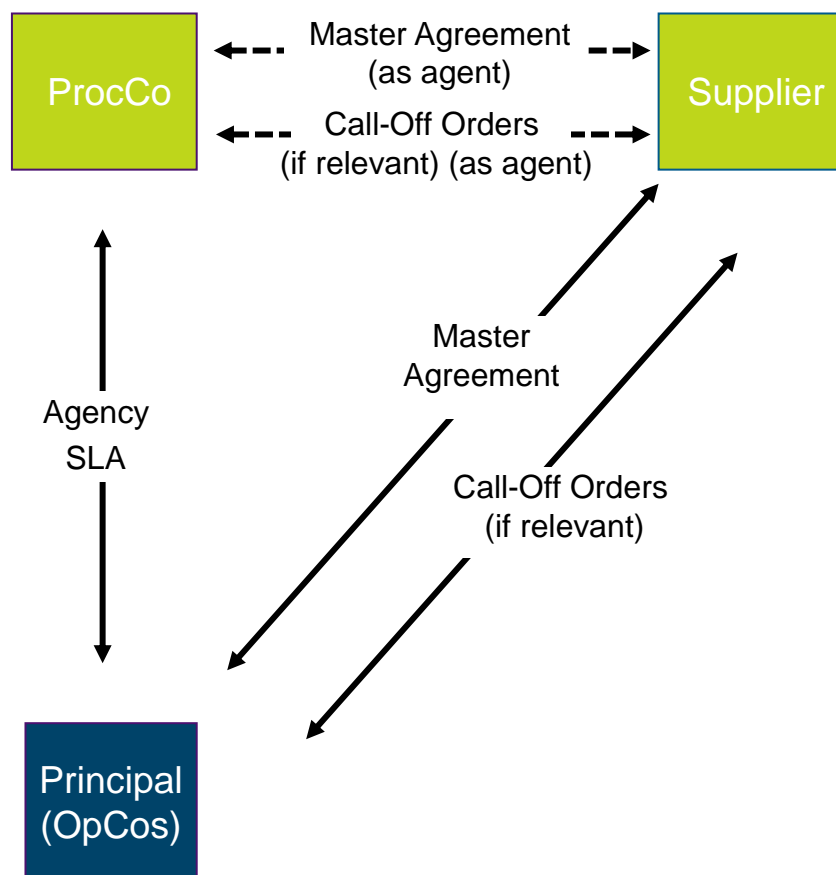 ProcCo
Master Agreement
(as agent)
Call-Off Orders
(if relevant) (as agent)
Supplier
Master
Agreement
Agency
SLA
Call-Off Orders
(if relevant)
Principal
(OpCos)